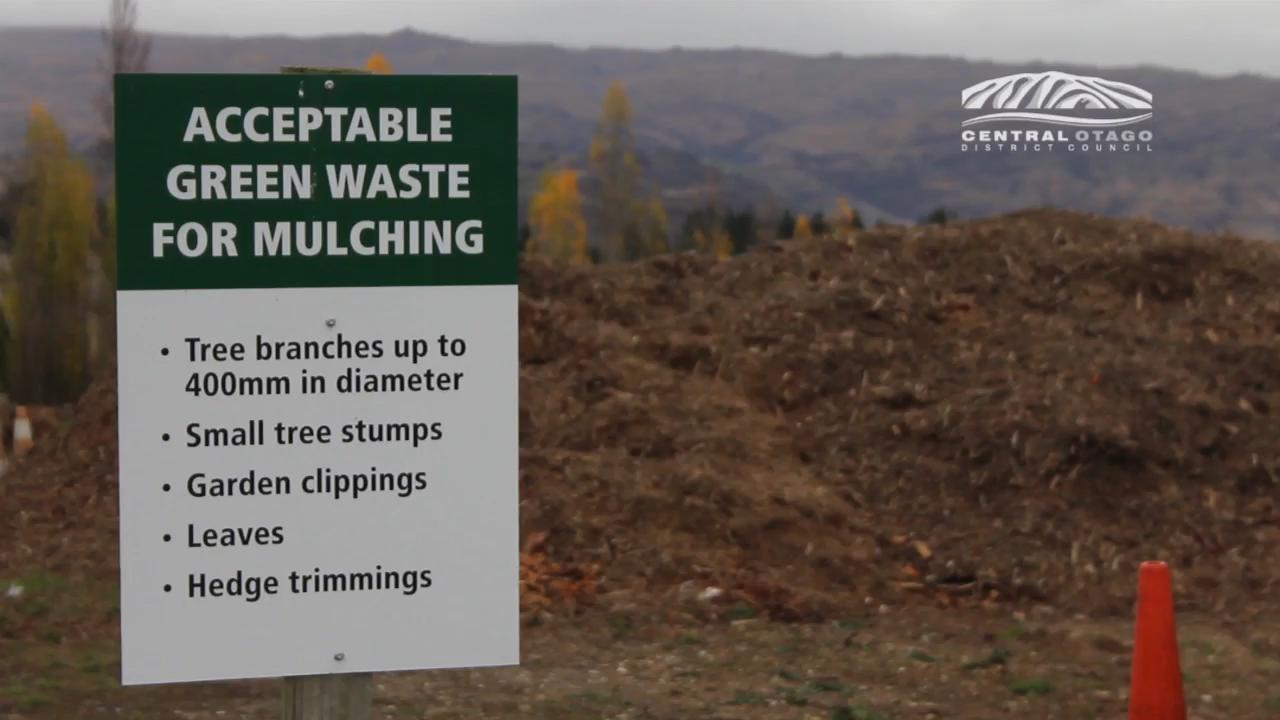 ACCEPTABLE
GREEN WASTE
FOR MULCHING
• Tree branches up to
400mm in diameter
• Small tree stumps
• Garden clippings
• Leaves
• Hedge trimmings
CENTRAL OTAGO
DISTRICT COUNCIL